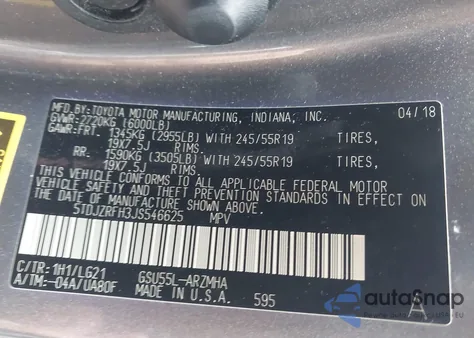 MFD. BY: TOYOTA MOTOR MANUFACTURING, INDIANA, INC. 04/18
GVWR: 2720KG (6000LB)
GAWR: FRT. 1345KG (2955LB) WITH 245/55R19 TIRES,
19X7.5J RIMS,
RR. 1590KG (3505LB) WITH 245/55R19 TIRES,
19X7.5J RIMS,
THIS VEHICLE CONFORMS TO ALL APPLICABLE FEDERAL MOTOR
VEHICLE SAFETY AND THEFT PREVENTION STANDARDS IN EFFECT ON
THE DATE OF MANUFACTURE SHOWN ABOVE.
5TDJZRFH3JS546625 MPV
C/TR: 1H1/LG21 GSU55L-ARZMHA
A/TM: -04A/UA80F MADE IN U.S.A. 595 A
autoSnap